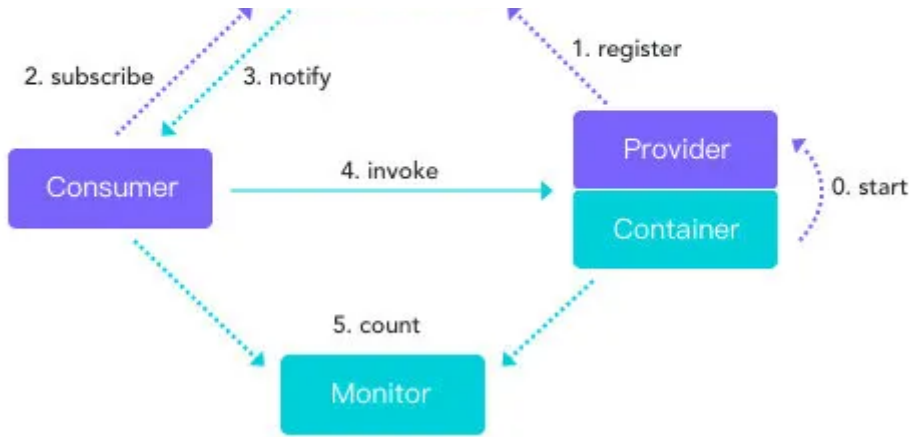 1. register
2. subscribe
3. notify
Provider
4. invoke
Consumer
0. start
Container
5. count
Monitor